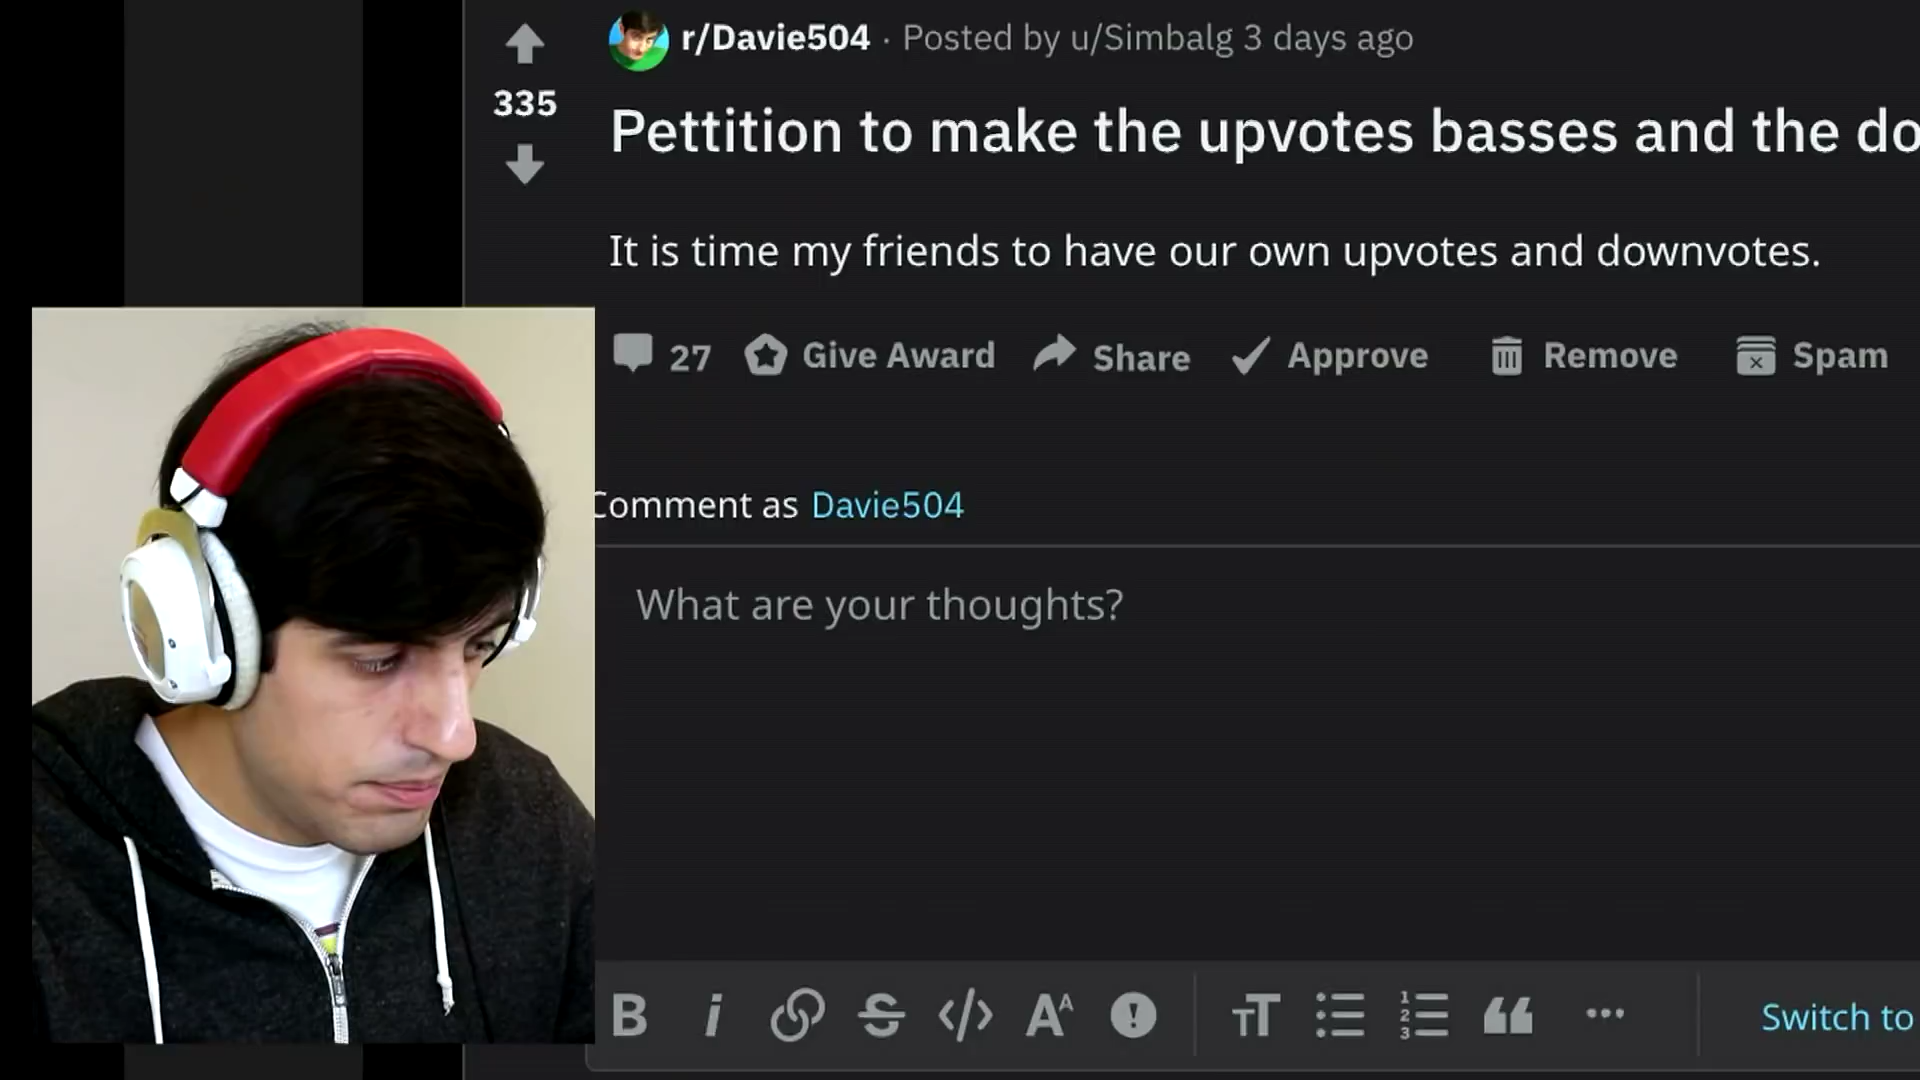 r/Davie504 · Posted by u/Simbalg 3 days ago
335
Pettition to make the upvotes basses and the do
It is time my friends to have our own upvotes and downvotes.
27 Give Award Share Approve Remove Spam
Comment as Davie504
What are your thoughts?
Switch to